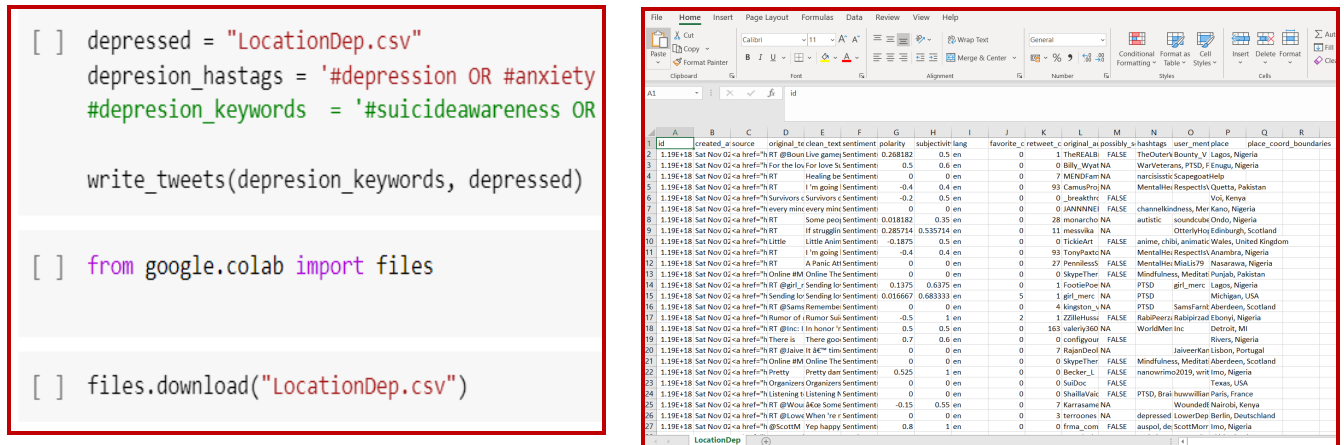 [ ] depressed = "LocationDep.csv"
depresion_hastags = '#depression OR #anxiety
#depresion_keywords = '#suicideawareness OR
write_tweets(depresion_keywords, depressed)
[ ] from google.colab import files
[ ] files.download("LocationDep.csv")
File Home Insert Page Layout Formulas Data Review View Help
Paste Cut Copy Format Painter Clipboard
Calibri 11 B I U Font
Wrap Text Merge & Center Alignment
General Number
Conditional Formatting Format as Table Cell Styles Styles
Insert Delete Format Cells
A1 fx id
A B C D E F G H I J K L M N O P Q R
1 id created_a source original_te clean_text sentiment polarity subjectivit lang favorite_c retweet_c original_au possibly_s hashtags user_ment place place_coord_boundaries
2 1.19E+18 Sat Nov 02 <a href="h RT @Boun Live game Sentiment 0.268182 0.5 en 0 1 TheREALBi FALSE TheOuterW Bounty_V Lagos, Nigeria
3 1.19E+18 Sat Nov 02 <a href="h For the lov For love So Sentiment 0.5 0.6 en 0 0 Billy_Wyat NA WarVeterans, PTSD, F Enugu, Nigeria
4 1.19E+18 Sat Nov 02 <a href="h RT Healing be Sentiment 0 0 en 0 7 MENDFam NA narcissistic ScapegoatHelp
5 1.19E+18 Sat Nov 02 <a href="h RT I 'm going Sentiment -0.4 0.4 en 0 93 CamusProj NA MentalHea RespectIsV Quetta, Pakistan
6 1.19E+18 Sat Nov 02 <a href="h Survivors o Survivors o Sentiment -0.2 0.5 en 0 0 _breakthro FALSE Voi, Kenya
7 1.19E+18 Sat Nov 02 <a href="h every mind every mind Sentiment 0 0 en 0 0 JANNNNEI FALSE channelkindness, Mer Kano, Nigeria
8 1.19E+18 Sat Nov 02 <a href="h RT Some peop Sentiment 0.018182 0.35 en 0 28 monarcho NA autistic soundcube Ondo, Nigeria
9 1.19E+18 Sat Nov 02 <a href="h RT If strugglin Sentiment 0.285714 0.535714 en 0 11 messvika NA OtterlyHop Edinburgh, Scotland
10 1.19E+18 Sat Nov 02 <a href="h Little Little Anim Sentiment -0.1875 0.5 en 0 0 TickieArt FALSE anime, chibi, animatic Wales, United Kingdom
11 1.19E+18 Sat Nov 02 <a href="h RT I 'm going Sentiment -0.4 0.4 en 0 93 TonyPaxto NA MentalHea RespectIsV Anambra, Nigeria
12 1.19E+18 Sat Nov 02 <a href="h RT A Panic Att Sentiment 0 0 en 0 27 PennilessS FALSE MentalHea MiaLis79 Nasarawa, Nigeria
13 1.19E+18 Sat Nov 02 <a href="h Online #M Online The Sentiment 0 0 en 0 0 SkypeTher FALSE Mindfulness, Meditati Punjab, Pakistan
14 1.19E+18 Sat Nov 02 <a href="h RT @girl_r Sending lo Sentiment 0.1375 0.6375 en 0 1 FootiePoe NA PTSD girl_merc Lagos, Nigeria
15 1.19E+18 Sat Nov 02 <a href="h Sending lo Sending lo Sentiment 0.016667 0.683333 en 5 1 girl_merc NA PTSD Michigan, USA
16 1.19E+18 Sat Nov 02 <a href="h RT @Sams Remembe Sentiment 0 0 en 0 4 kingston_v NA PTSD SamsFarnb Aberdeen, Scotland
17 1.19E+18 Sat Nov 02 <a href="h Rumor of Rumor Sui Sentiment -0.5 1 en 2 1 ZZilleHussa FALSE RabiPeerza Rabipirzad Ebonyi, Nigeria
18 1.19E+18 Sat Nov 02 <a href="h RT @Inc: I In honor 'r Sentiment 0.5 0.5 en 0 163 valeriy360 NA WorldMen Inc Detroit, MI
19 1.19E+18 Sat Nov 02 <a href="h There is There goo Sentiment 0.7 0.6 en 0 0 configyour FALSE Rivers, Nigeria
20 1.19E+18 Sat Nov 02 <a href="h RT @Jaive It â€™ tim Sentiment 0 0 en 0 7 RajanDeol NA JaiveerKar Lisbon, Portugal
21 1.19E+18 Sat Nov 02 <a href="h Online #M Online The Sentiment 0 0 en 0 0 SkypeTher FALSE Mindfulness, Meditati Aberdeen, Scotland
22 1.19E+18 Sat Nov 02 <a href="h Pretty Pretty dam Sentiment 0.525 1 en 0 0 Becker_L FALSE nanowrimo2019, writ Imo, Nigeria
23 1.19E+18 Sat Nov 02 <a href="h Organizers Organizers Sentiment 0 0 en 0 0 SuiDoc FALSE Texas, USA
24 1.19E+18 Sat Nov 02 <a href="h Listening t Listening t Sentiment 0 0 en 0 0 ShaillaVaid FALSE PTSD, Brai huwwillian Paris, France
25 1.19E+18 Sat Nov 02 <a href="h RT @Wou â€œ Some Sentiment -0.15 0.55 en 0 7 Karrasame NA WoundedE Nairobi, Kenya
26 1.19E+18 Sat Nov 02 <a href="h RT @Lowe When 're r Sentiment 0 0 en 0 3 terroones NA depressed LowerDep Berlin, Deutschland
27 1.19E+18 Sat Nov 02 <a href="h @ScottM Yep happy Sentiment 0.8 1 en 0 0 frma_com FALSE auspol, de ScottMorr Imo, Nigeria
LocationDep